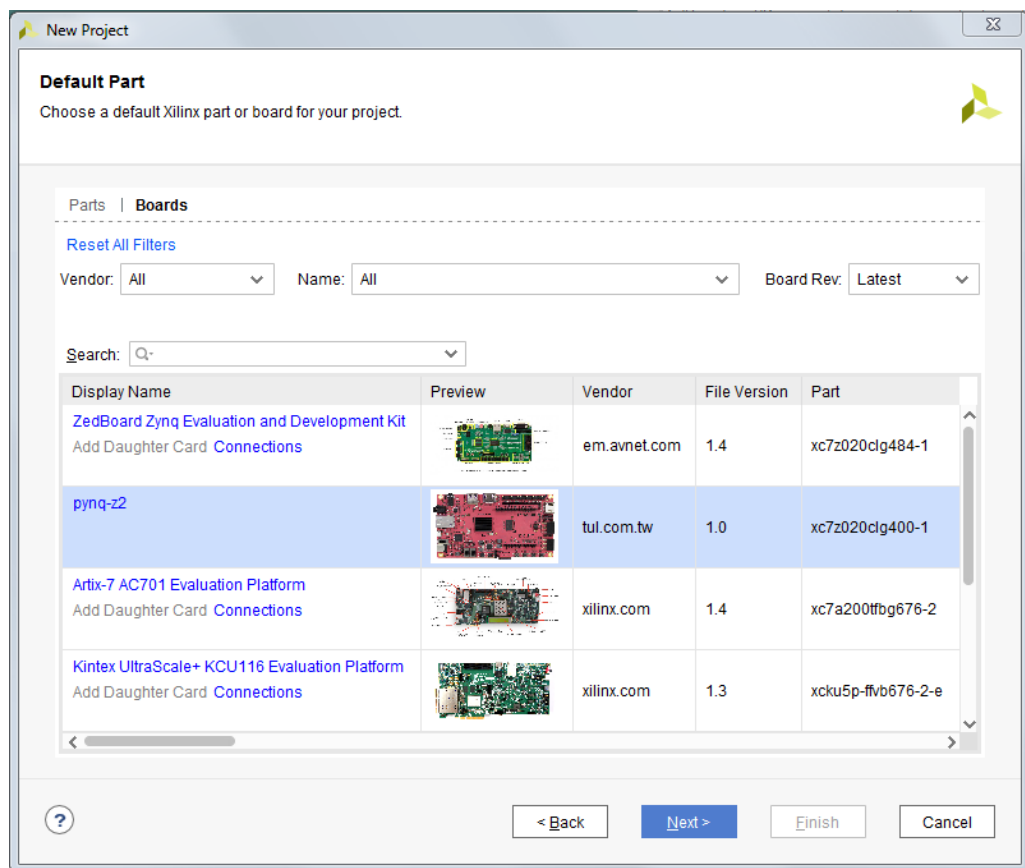 New Project
Default Part
Choose a default Xilinx part or board for your project.
Parts | Boards
Reset All Filters
Vendor: All Name: All Board Rev: Latest
Search:
Display Name Preview Vendor File Version Part
ZedBoard Zynq Evaluation and Development Kit
Add Daughter Card Connections em.avnet.com 1.4 xc7z020clg484-1
pynq-z2
tul.com.tw 1.0 xc7z020clg400-1
Artix-7 AC701 Evaluation Platform
Add Daughter Card Connections xilinx.com 1.4 xc7a200tfbg676-2
Kintex UltraScale+ KCU116 Evaluation Platform
Add Daughter Card Connections xilinx.com 1.3 xcku5p-ffvb676-2-e
? < Back Next > Finish Cancel